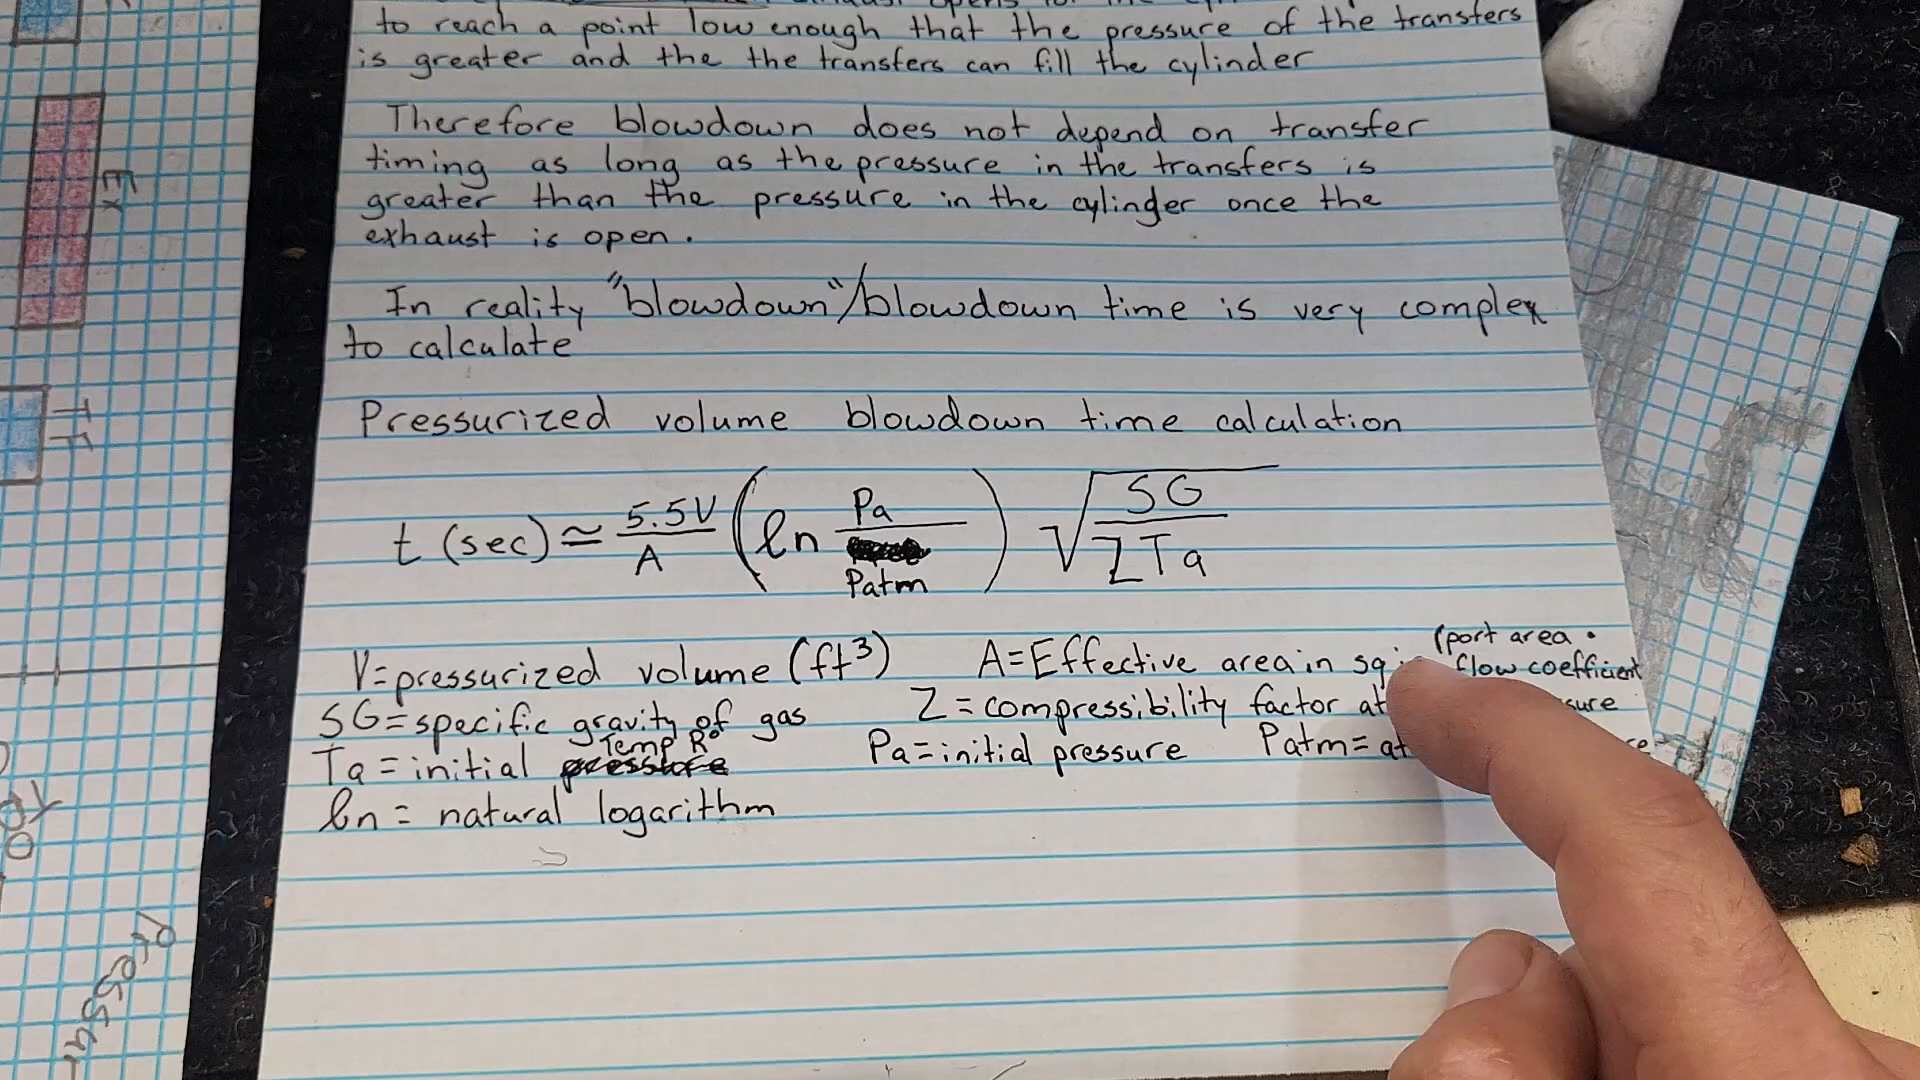 to reach a point low enough that the pressure of the transfers
is greater and the the transfers can fill the cylinder
Therefore blowdown does not depend on transfer
timing as long as the pressure in the transfers is
greater than the pressure in the cylinder once the
exhaust is open.
In reality "blowdown"/blowdown time is very complex
to calculate
Pressurized volume blowdown time calculation
t (sec) ≃ 5.5V/A (ln Pa/Patm) √(SG/ZTa)
V=pressurized volume (ft³) A=Effective area in sq (port area • flow coefficient
SG=specific gravity of gas Z=compressibility factor at
Ta=initial Temp R° Pa=initial pressure Patm=
ln = natural logarithm
Ex
TF
TDO
Pressur